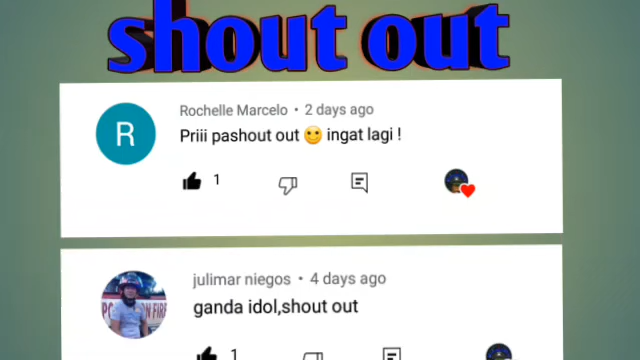 shout out
Rochelle Marcelo • 2 days ago
Priii pashout out 🙂 ingat lagi !
1
julimar niegos • 4 days ago
ganda idol,shout out
1